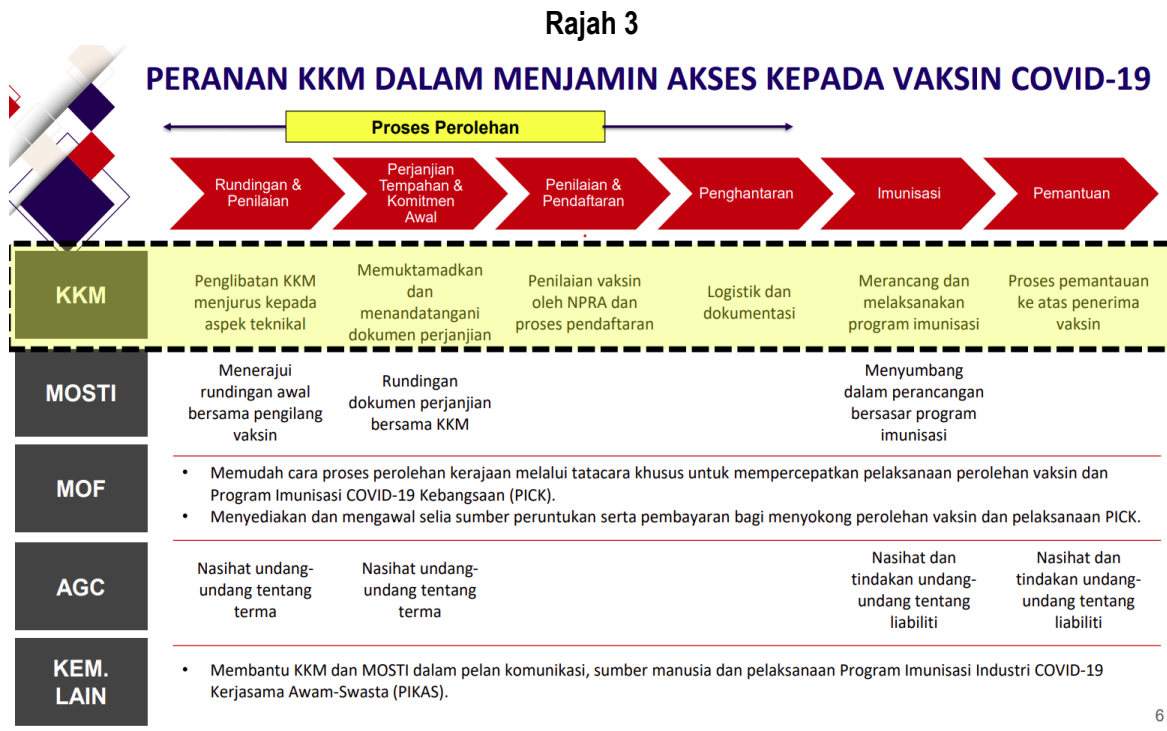 Rajah 3
PERANAN KKM DALAM MENJAMIN AKSES KEPADA VAKSIN COVID-19
Proses Perolehan
Rundingan &
Penilaian
Perjanjian
Tempahan &
Komitmen
Awal
Penilaian &
Pendaftaran
Penghantaran
Imunisasi
Pemantuan
KKM
Penglibatan KKM
menjurus kepada
aspek teknikal
Memuktamadkan
dan
menandatangani
dokumen perjanjian
Penilaian vaksin
oleh NPRA dan
proses pendaftaran
Logistik dan
dokumentasi
Merancang dan
melaksanakan
program imunisasi
Proses pemantauan
ke atas penerima
vaksin
MOSTI
Menerajui
rundingan awal
bersama pengilang
vaksin
Rundingan
dokumen perjanjian
bersama KKM
Menyumbang
dalam perancangan
bersasar program
imunisasi
MOF
• Memudah cara proses perolehan kerajaan melalui tatacara khusus untuk mempercepatkan pelaksanaan perolehan vaksin dan
Program Imunisasi COVID-19 Kebangsaan (PICK).
• Menyediakan dan mengawal selia sumber peruntukan serta pembayaran bagi menyokong perolehan vaksin dan pelaksanaan PICK.
AGC
Nasihat undang-
undang tentang
terma
Nasihat undang-
undang tentang
terma
Nasihat dan
tindakan undang-
undang tentang
liabiliti
Nasihat dan
tindakan undang-
undang tentang
liabiliti
KEM.
LAIN
• Membantu KKM dan MOSTI dalam pelan komunikasi, sumber manusia dan pelaksanaan Program Imunisasi Industri COVID-19
Kerjasama Awam-Swasta (PIKAS).
6